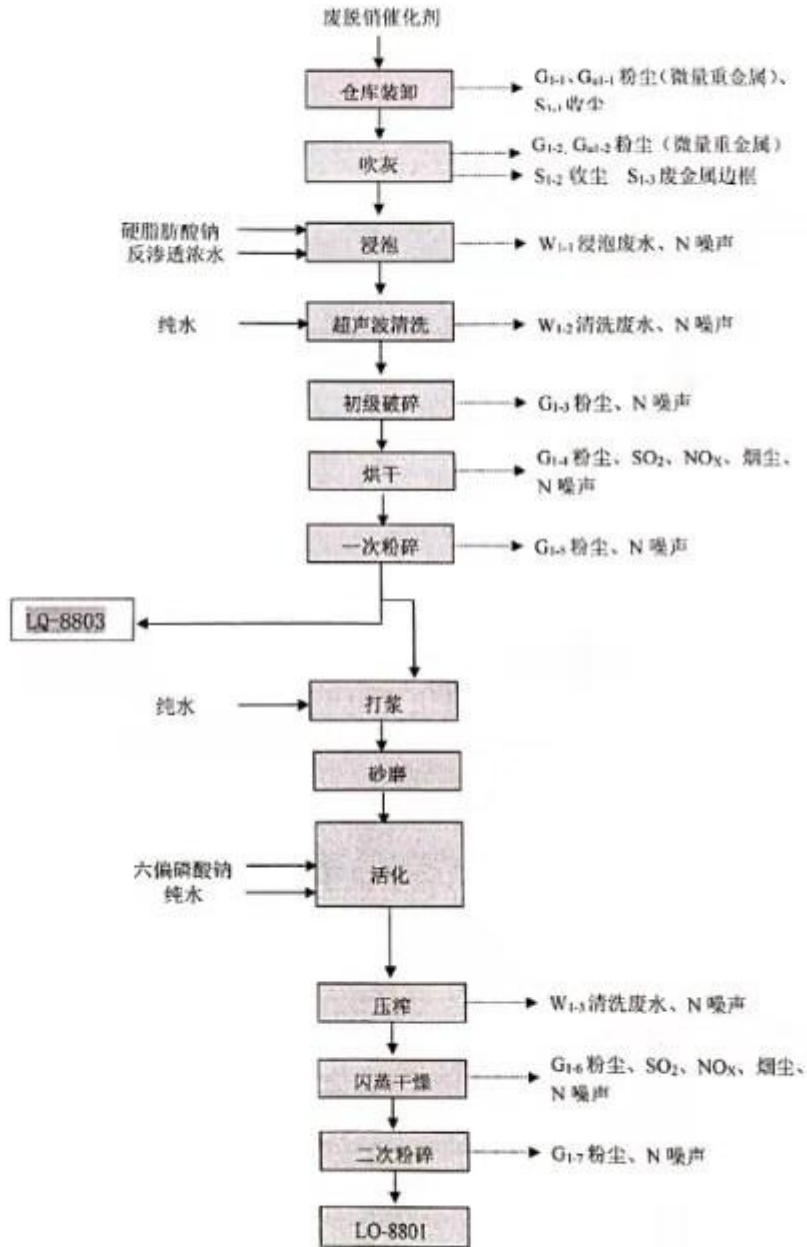 废脱销催化剂
仓库装卸
G₁₋₁、Gᵤ₁₋₁ 粉尘（微量重金属）、
S₁₋₁ 收尘
吹灰
G₁₋₂、Gᵤ₁₋₂ 粉尘（微量重金属）
S₁₋₂ 收尘 S₁₋₃ 废金属边框
硬脂肪酸钠
反渗透浓水
浸泡
W₁₋₁ 浸泡废水、N 噪声
纯水
超声波清洗
W₁₋₂ 清洗废水、N 噪声
初级破碎
G₁₋₃ 粉尘、N 噪声
烘干
G₁₋₄ 粉尘、SO₂、NOₓ、烟尘、
N 噪声
一次粉碎
G₁₋₅ 粉尘、N 噪声
LQ-8803
纯水
打浆
砂磨
六偏磷酸钠
纯水
活化
压榨
W₁₋₃ 清洗废水、N 噪声
闪蒸干燥
G₁₋₆ 粉尘、SO₂、NOₓ、烟尘、
N 噪声
二次粉碎
G₁₋₇ 粉尘、N 噪声
LO-8801